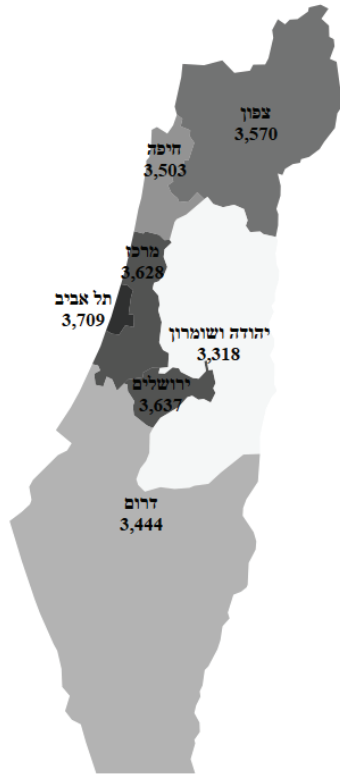 צפון
3,570
חיפה
3,503
מרכז
3,628
תל אביב
3,709
יהודה ושומרון
3,318
ירושלים
3,637
דרום
3,444